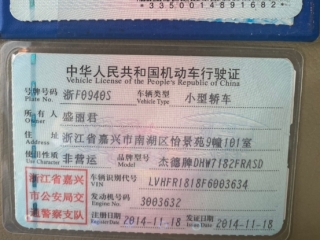 中华人民共和国机动车行驶证
Vehicle License of the People's Republic of China
号牌号码 Plate No. 浙F0940S 车辆类型 Vehicle Type 小型轿车
所有人 Owner 盛丽君
住址 浙江省嘉兴市南湖区怡景苑9幢101室
使用性质 非营运 品牌型号 Model 杰德牌DHW7182FRASD
浙江省嘉兴市公安局交通警察支队
车辆识别代号 VIN LVHFR1818F6003634
发动机号码 Engine No. 3003632
注册日期 Register Date 2014-11-18 发证日期 Issue Date 2014-11-18